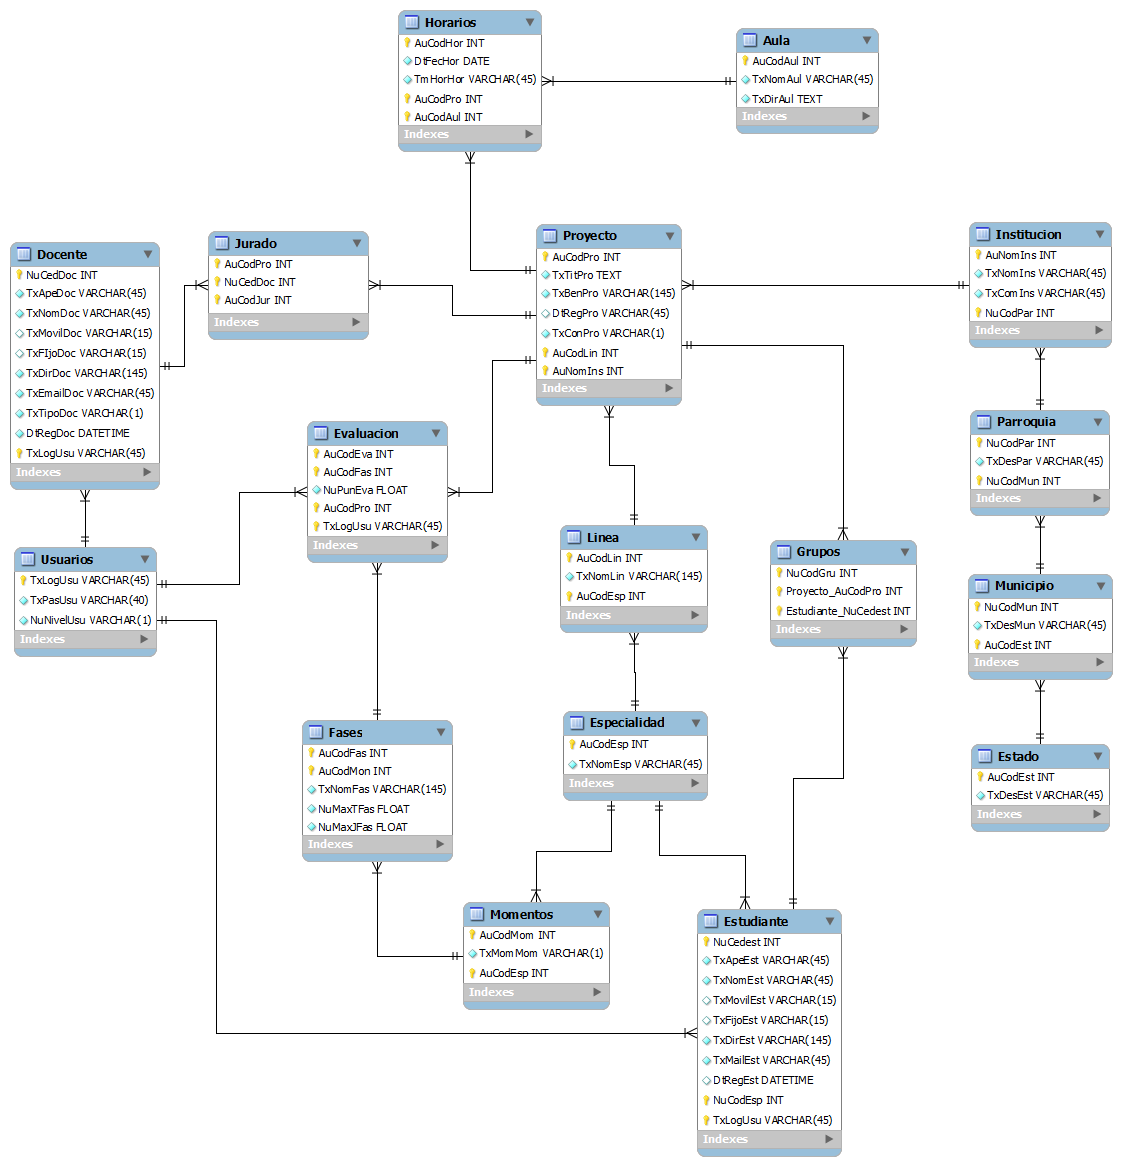 Horarios
AuCodHor INT
DtFecHor DATE
TmHorHor VARCHAR(45)
AuCodPro INT
AuCodAul INT
Indexes
Aula
AuCodAul INT
TxNomAul VARCHAR(45)
TxDirAul TEXT
Indexes
Docente
NuCedDoc INT
TxApeDoc VARCHAR(45)
TxNomDoc VARCHAR(45)
TxMovilDoc VARCHAR(15)
TxFIjoDoc VARCHAR(15)
TxDirDoc VARCHAR(145)
TxEmailDoc VARCHAR(45)
TxTipoDoc VARCHAR(1)
DtRegDoc DATETIME
TxLogUsu VARCHAR(45)
Indexes
Jurado
AuCodPro INT
NuCedDoc INT
AuCodJur INT
Indexes
Proyecto
AuCodPro INT
TxTitPro TEXT
TxBenPro VARCHAR(145)
DtRegPro VARCHAR(45)
TxConPro VARCHAR(1)
AuCodLin INT
AuNomIns INT
Indexes
Institucion
AuNomIns INT
TxNomIns VARCHAR(45)
TxComIns VARCHAR(45)
NuCodPar INT
Indexes
Evaluacion
AuCodEva INT
AuCodFas INT
NuPunEva FLOAT
AuCodPro INT
TxLogUsu VARCHAR(45)
Indexes
Parroquia
NuCodPar INT
TxDesPar VARCHAR(45)
NuCodMun INT
Indexes
Usuarios
TxLogUsu VARCHAR(45)
TxPasUsu VARCHAR(40)
NuNivelUsu VARCHAR(1)
Indexes
Linea
AuCodLin INT
TxNomLin VARCHAR(145)
AuCodEsp INT
Indexes
Grupos
NuCodGru INT
Proyecto_AuCodPro INT
Estudiante_NuCedest INT
Indexes
Municipio
NuCodMun INT
TxDesMun VARCHAR(45)
AuCodEst INT
Indexes
Fases
AuCodFas INT
AuCodMon INT
TxNomFas VARCHAR(145)
NuMaxTFas FLOAT
NuMaxJFas FLOAT
Indexes
Especialidad
AuCodEsp INT
TxNomEsp VARCHAR(45)
Indexes
Estado
AuCodEst INT
TxDesEst VARCHAR(45)
Indexes
Momentos
AuCodMom INT
TxMomMom VARCHAR(1)
AuCodEsp INT
Indexes
Estudiante
NuCedest INT
TxApeEst VARCHAR(45)
TxNomEst VARCHAR(45)
TxMovilEst VARCHAR(15)
TxFijoEst VARCHAR(15)
TxDirEst VARCHAR(145)
TxMailEst VARCHAR(45)
DtRegEst DATETIME
NuCodEsp INT
TxLogUsu VARCHAR(45)
Indexes